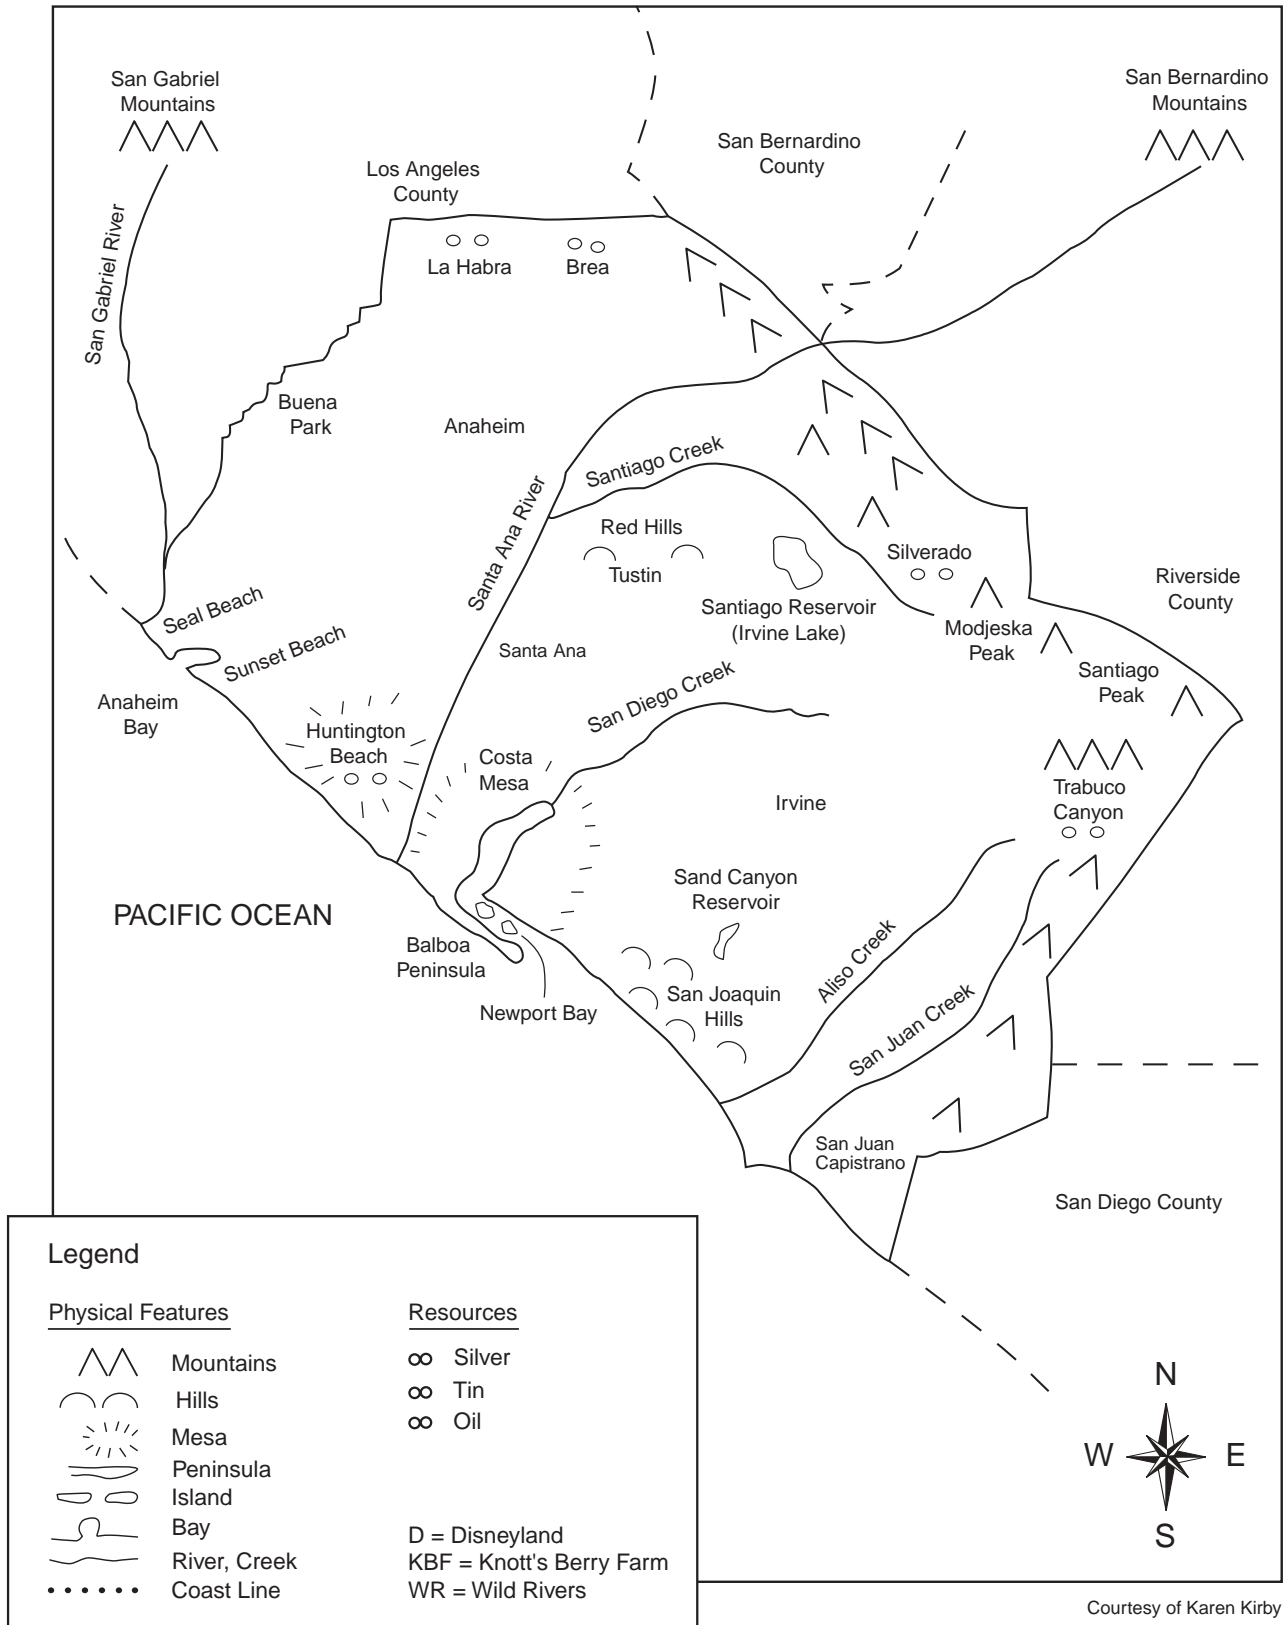 San Gabriel
Mountains
San Bernardino
Mountains
San Bernardino
County
Los Angeles
County
San Gabriel River
La Habra
Brea
Buena
Park
Anaheim
Santiago Creek
Santa Ana River
Red Hills
Tustin
Silverado
Santiago Reservoir
(Irvine Lake)
Riverside
County
Modjeska
Peak
Santiago
Peak
Seal Beach
Sunset Beach
Santa Ana
San Diego Creek
Anaheim
Bay
Huntington
Beach
Costa
Mesa
Irvine
Trabuco
Canyon
Sand Canyon
Reservoir
PACIFIC OCEAN
Balboa
Peninsula
Newport Bay
San Joaquin
Hills
Aliso Creek
San Juan Creek
San Juan
Capistrano
San Diego County
Legend
Physical Features
Mountains
Hills
Mesa
Peninsula
Island
Bay
River, Creek
Coast Line
Resources
Silver
Tin
Oil
D = Disneyland
KBF = Knott's Berry Farm
WR = Wild Rivers
N
W
E
S
Courtesy of Karen Kirby